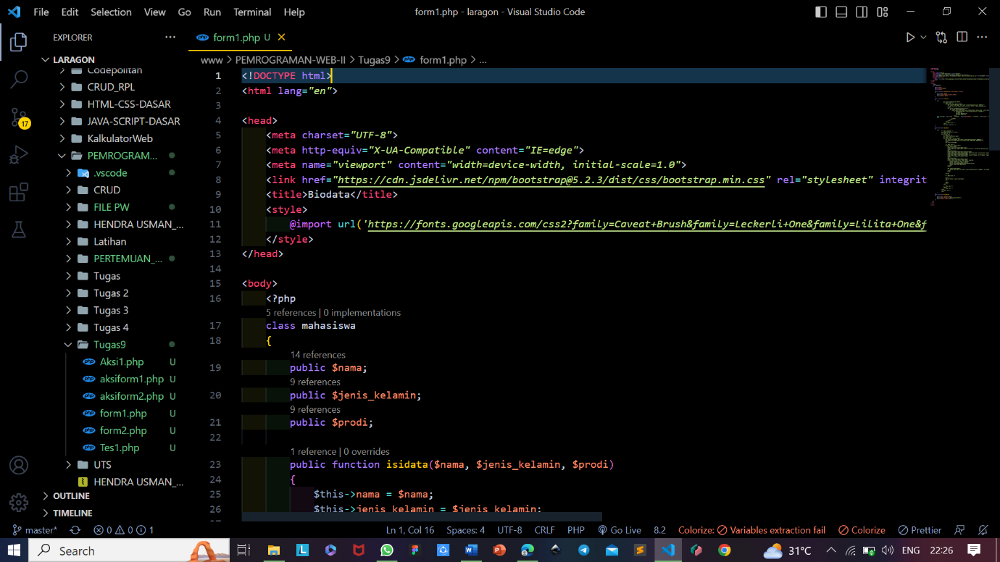 File Edit Selection View Go Run Terminal Help
form1.php - laragon - Visual Studio Code
EXPLORER
LARAGON
Codepolitan
CRUD_RPL
HTML-CSS-DASAR
JAVA-SCRIPT-DASAR
KalkulatorWeb
PEMROGRAM...
.vscode
CRUD
FILE PW
HENDRA USMAN_...
Latihan
PERTEMUAN_...
Tugas
Tugas 2
Tugas 3
Tugas 4
Tugas9
php Aksi1.php U
php aksiform1.php U
php aksiform2.php U
php form1.php U
php form2.php U
php Tes1.php U
UTS
HENDRA USMAN_...
OUTLINE
TIMELINE
17
php form1.php U
www > PEMROGRAMAN-WEB-II > Tugas9 > php form1.php > ...
1 <!DOCTYPE html>
2 <html lang="en">
3
4 <head>
5 <meta charset="UTF-8">
6 <meta http-equiv="X-UA-Compatible" content="IE=edge">
7 <meta name="viewport" content="width=device-width, initial-scale=1.0">
8 <link href="https://cdn.jsdelivr.net/npm/bootstrap@5.2.3/dist/css/bootstrap.min.css" rel="stylesheet" integrit
9 <title>Biodata</title>
10 <style>
11 @import url('https://fonts.googleapis.com/css2?family=Caveat+Brush&family=Leckerli+One&family=Lilita+One&f
12 </style>
13 </head>
14
15 <body>
16 <?php
5 references | 0 implementations
17 class mahasiswa
18 {
14 references
19 public $nama;
9 references
20 public $jenis_kelamin;
9 references
21 public $prodi;
22
1 reference | 0 overrides
23 public function isidata($nama, $jenis_kelamin, $prodi)
24 {
25 $this->nama = $nama;
26 $this->jenis_kelamin = $jenis_kelamin;
master* 0 0 1
Ln 1, Col 16 Spaces: 4 UTF-8 CRLF PHP Go Live 8.2 Colorize: Variables extraction fail Colorize Prettier
Search
31°C ENG 22:26